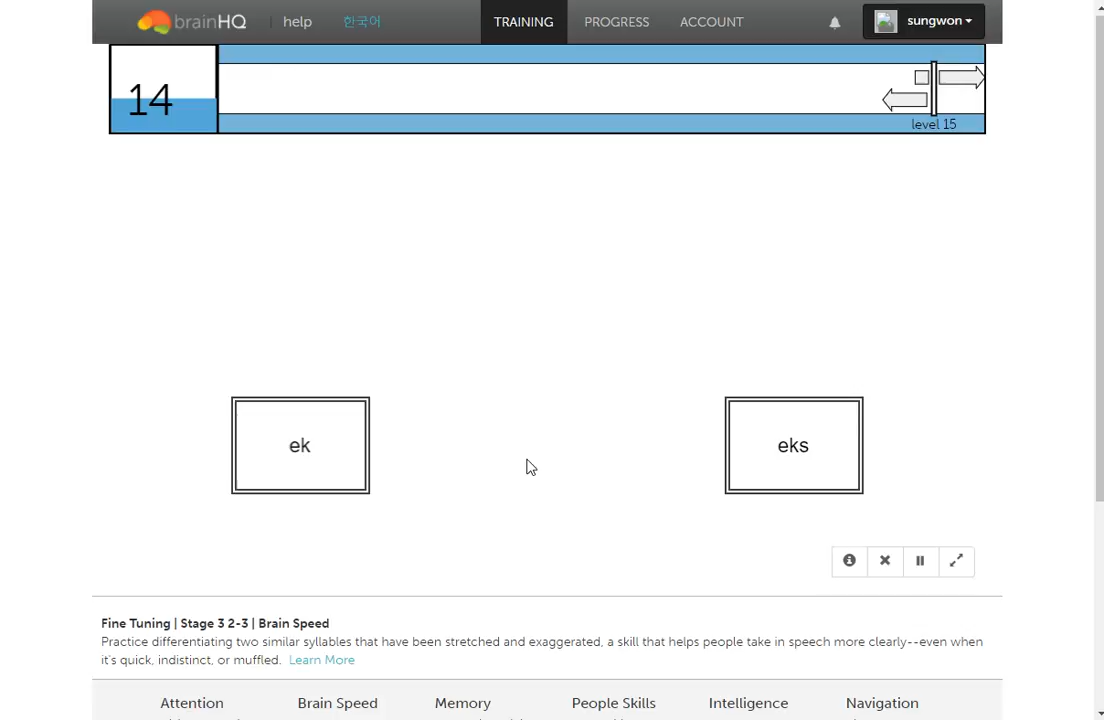 brainHQ help 한국어 TRAINING PROGRESS ACCOUNT sungwon
14
level 15
ek eks
Fine Tuning | Stage 3 2-3 | Brain Speed
Practice differentiating two similar syllables that have been stretched and exaggerated, a skill that helps people take in speech more clearly--even when
it's quick, indistinct, or muffled. Learn More
Attention Brain Speed Memory People Skills Intelligence Navigation